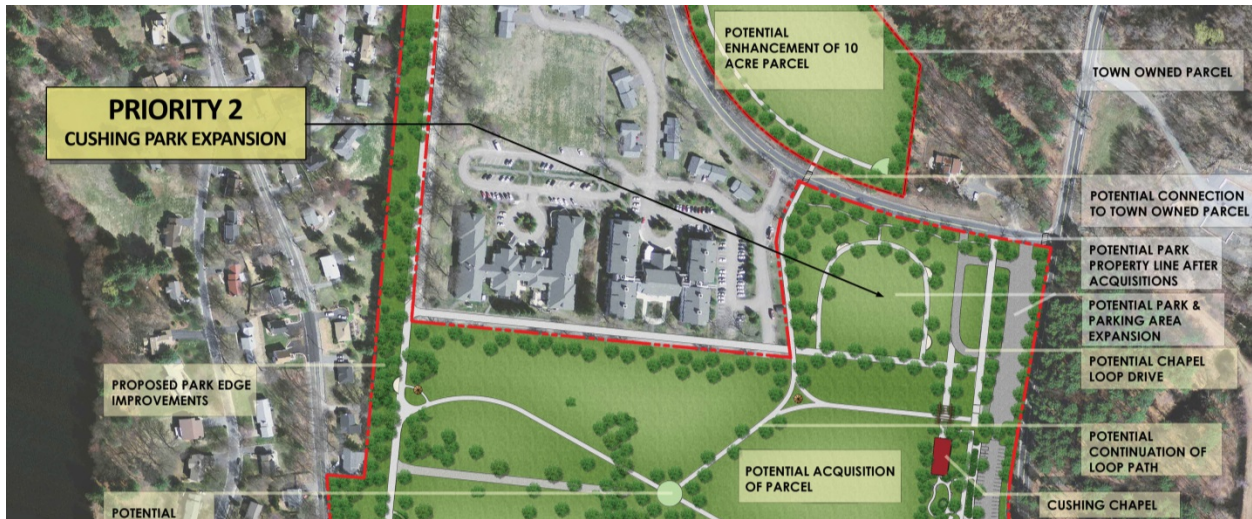 POTENTIAL
ENHANCEMENT OF 10
ACRE PARCEL
TOWN OWNED PARCEL
PRIORITY 2
CUSHING PARK EXPANSION
POTENTIAL CONNECTION
TO TOWN OWNED PARCEL
POTENTIAL PARK
PROPERTY LINE AFTER
ACQUISITIONS
POTENTIAL PARK &
PARKING AREA
EXPANSION
POTENTIAL CHAPEL
LOOP DRIVE
PROPOSED PARK EDGE
IMPROVEMENTS
POTENTIAL
CONTINUATION OF
LOOP PATH
POTENTIAL ACQUISITION
OF PARCEL
CUSHING CHAPEL
POTENTIAL